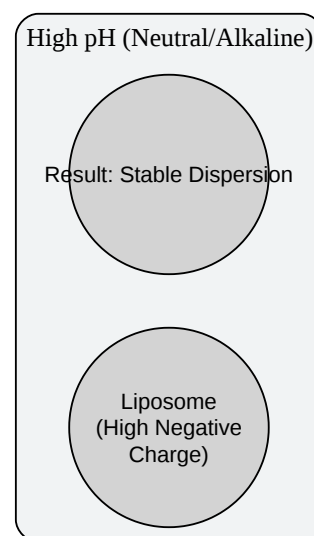 High pH (Neutral/Alkaline)
Result: Stable Dispersion
Liposome
(High Negative
Charge)